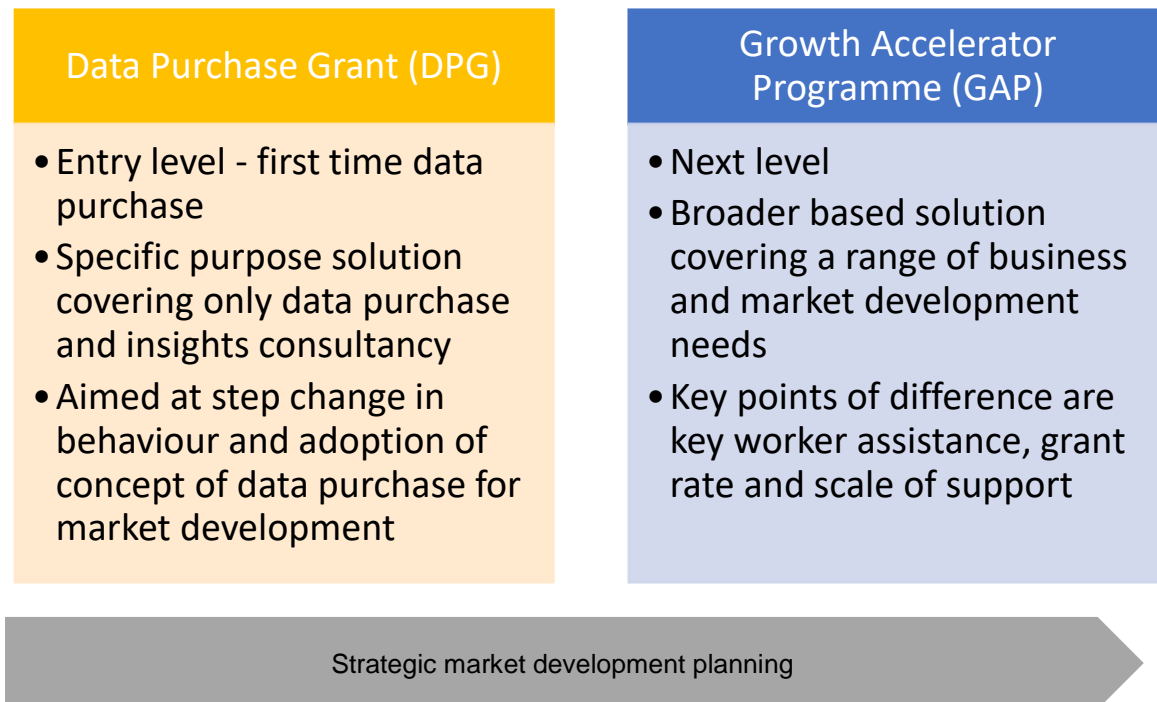 Data Purchase Grant (DPG)
• Entry level - first time data
purchase
• Specific purpose solution
covering only data purchase
and insights consultancy
• Aimed at step change in
behaviour and adoption of
concept of data purchase for
market development
Growth Accelerator
Programme (GAP)
• Next level
• Broader based solution
covering a range of business
and market development
needs
• Key points of difference are
key worker assistance, grant
rate and scale of support
Strategic market development planning